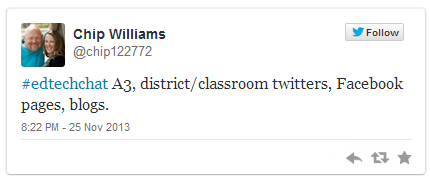 Chip Williams
@chip122772
Follow
#edtechchat A3, district/classroom twitters, Facebook
pages, blogs.
8:22 PM - 25 Nov 2013